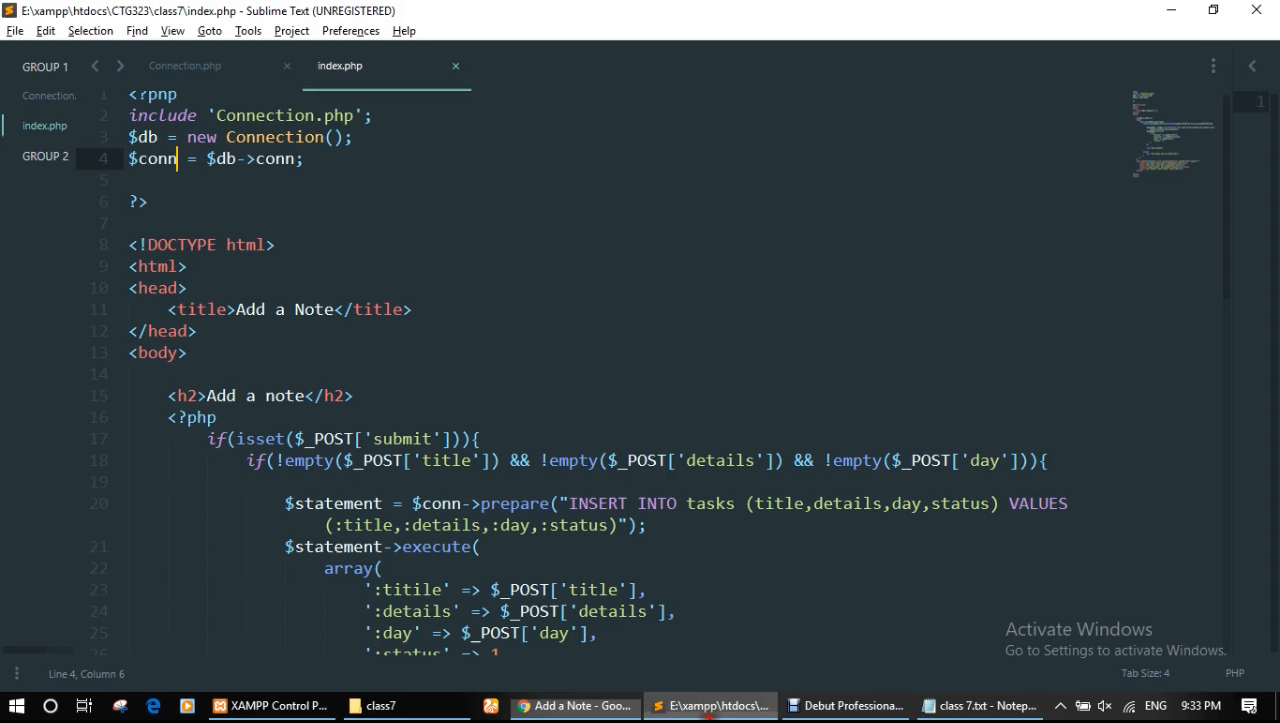 E:\xampp\htdocs\CTG323\class7\index.php - Sublime Text (UNREGISTERED)
File Edit Selection Find View Goto Tools Project Preferences Help
GROUP 1 Connection.php index.php
Connection.
index.php
GROUP 2
1 <?php
2 include 'Connection.php';
3 $db = new Connection();
4 $conn = $db->conn;
5
6 ?>
7
8 <!DOCTYPE html>
9 <html>
10 <head>
11 <title>Add a Note</title>
12 </head>
13 <body>
14
15 <h2>Add a note</h2>
16 <?php
17 if(isset($_POST['submit'])){
18 if(!empty($_POST['title']) && !empty($_POST['details']) && !empty($_POST['day'])){
19
20 $statement = $conn->prepare("INSERT INTO tasks (title,details,day,status) VALUES
(:title,:details,:day,:status)");
21 $statement->execute(
22 array(
23 ':titile' => $_POST['title'],
24 ':details' => $_POST['details'],
25 ':day' => $_POST['day'],
26 ':status' => 1
1
Activate Windows
Go to Settings to activate Windows.
Line 4, Column 6 Tab Size: 4 PHP
XAMPP Control P... class7 Add a Note - Goo... E:\xampp\htdocs\... Debut Professiona... class 7.txt - Notep... ENG 9:33 PM